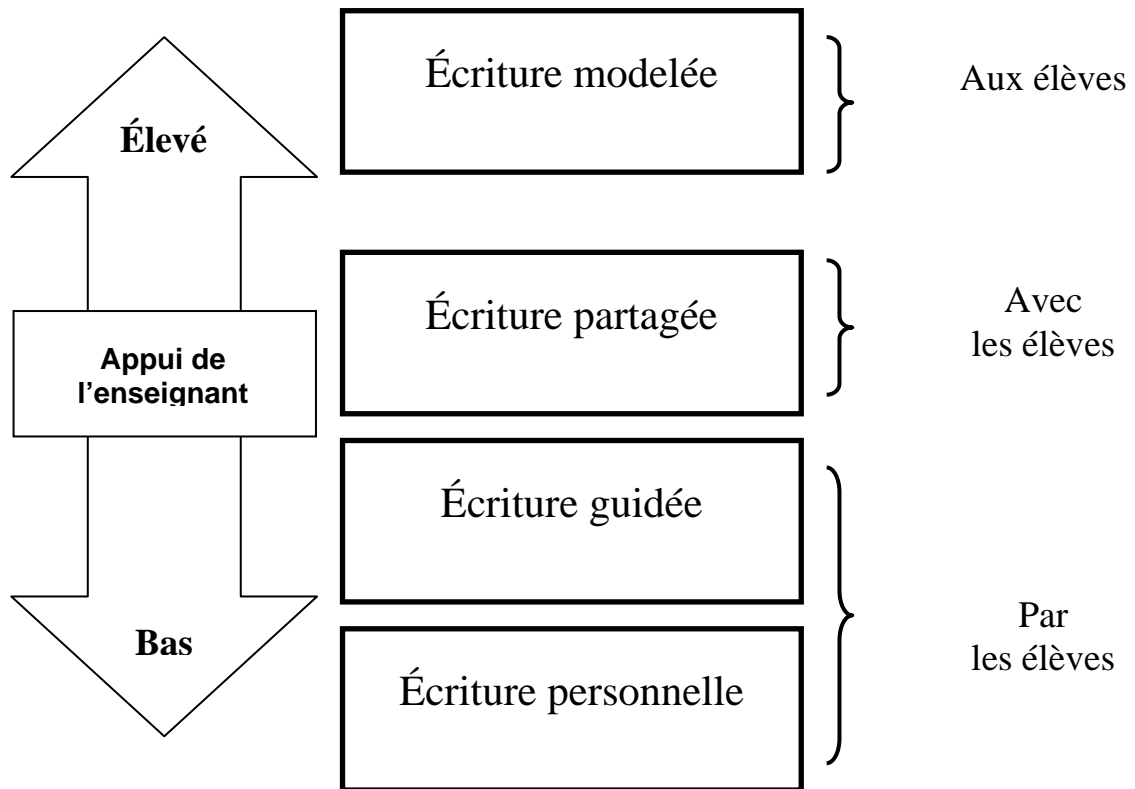 Écriture modelée
Aux élèves
Élevé
Écriture partagée
Avec
les élèves
Appui de
l'enseignant
Écriture guidée
Bas
Écriture personnelle
Par
les élèves